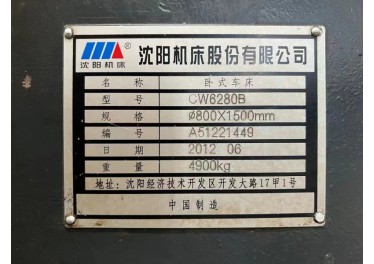 沈阳机床® 沈阳机床股份有限公司
名 称 卧式车床
型 号 CW6280B
规 格 Ø800X1500mm
编 号 A51221449
日 期 2012 06
重 量 4900kg
地址: 沈阳经济技术开发区开发大路17甲1号
中国制造